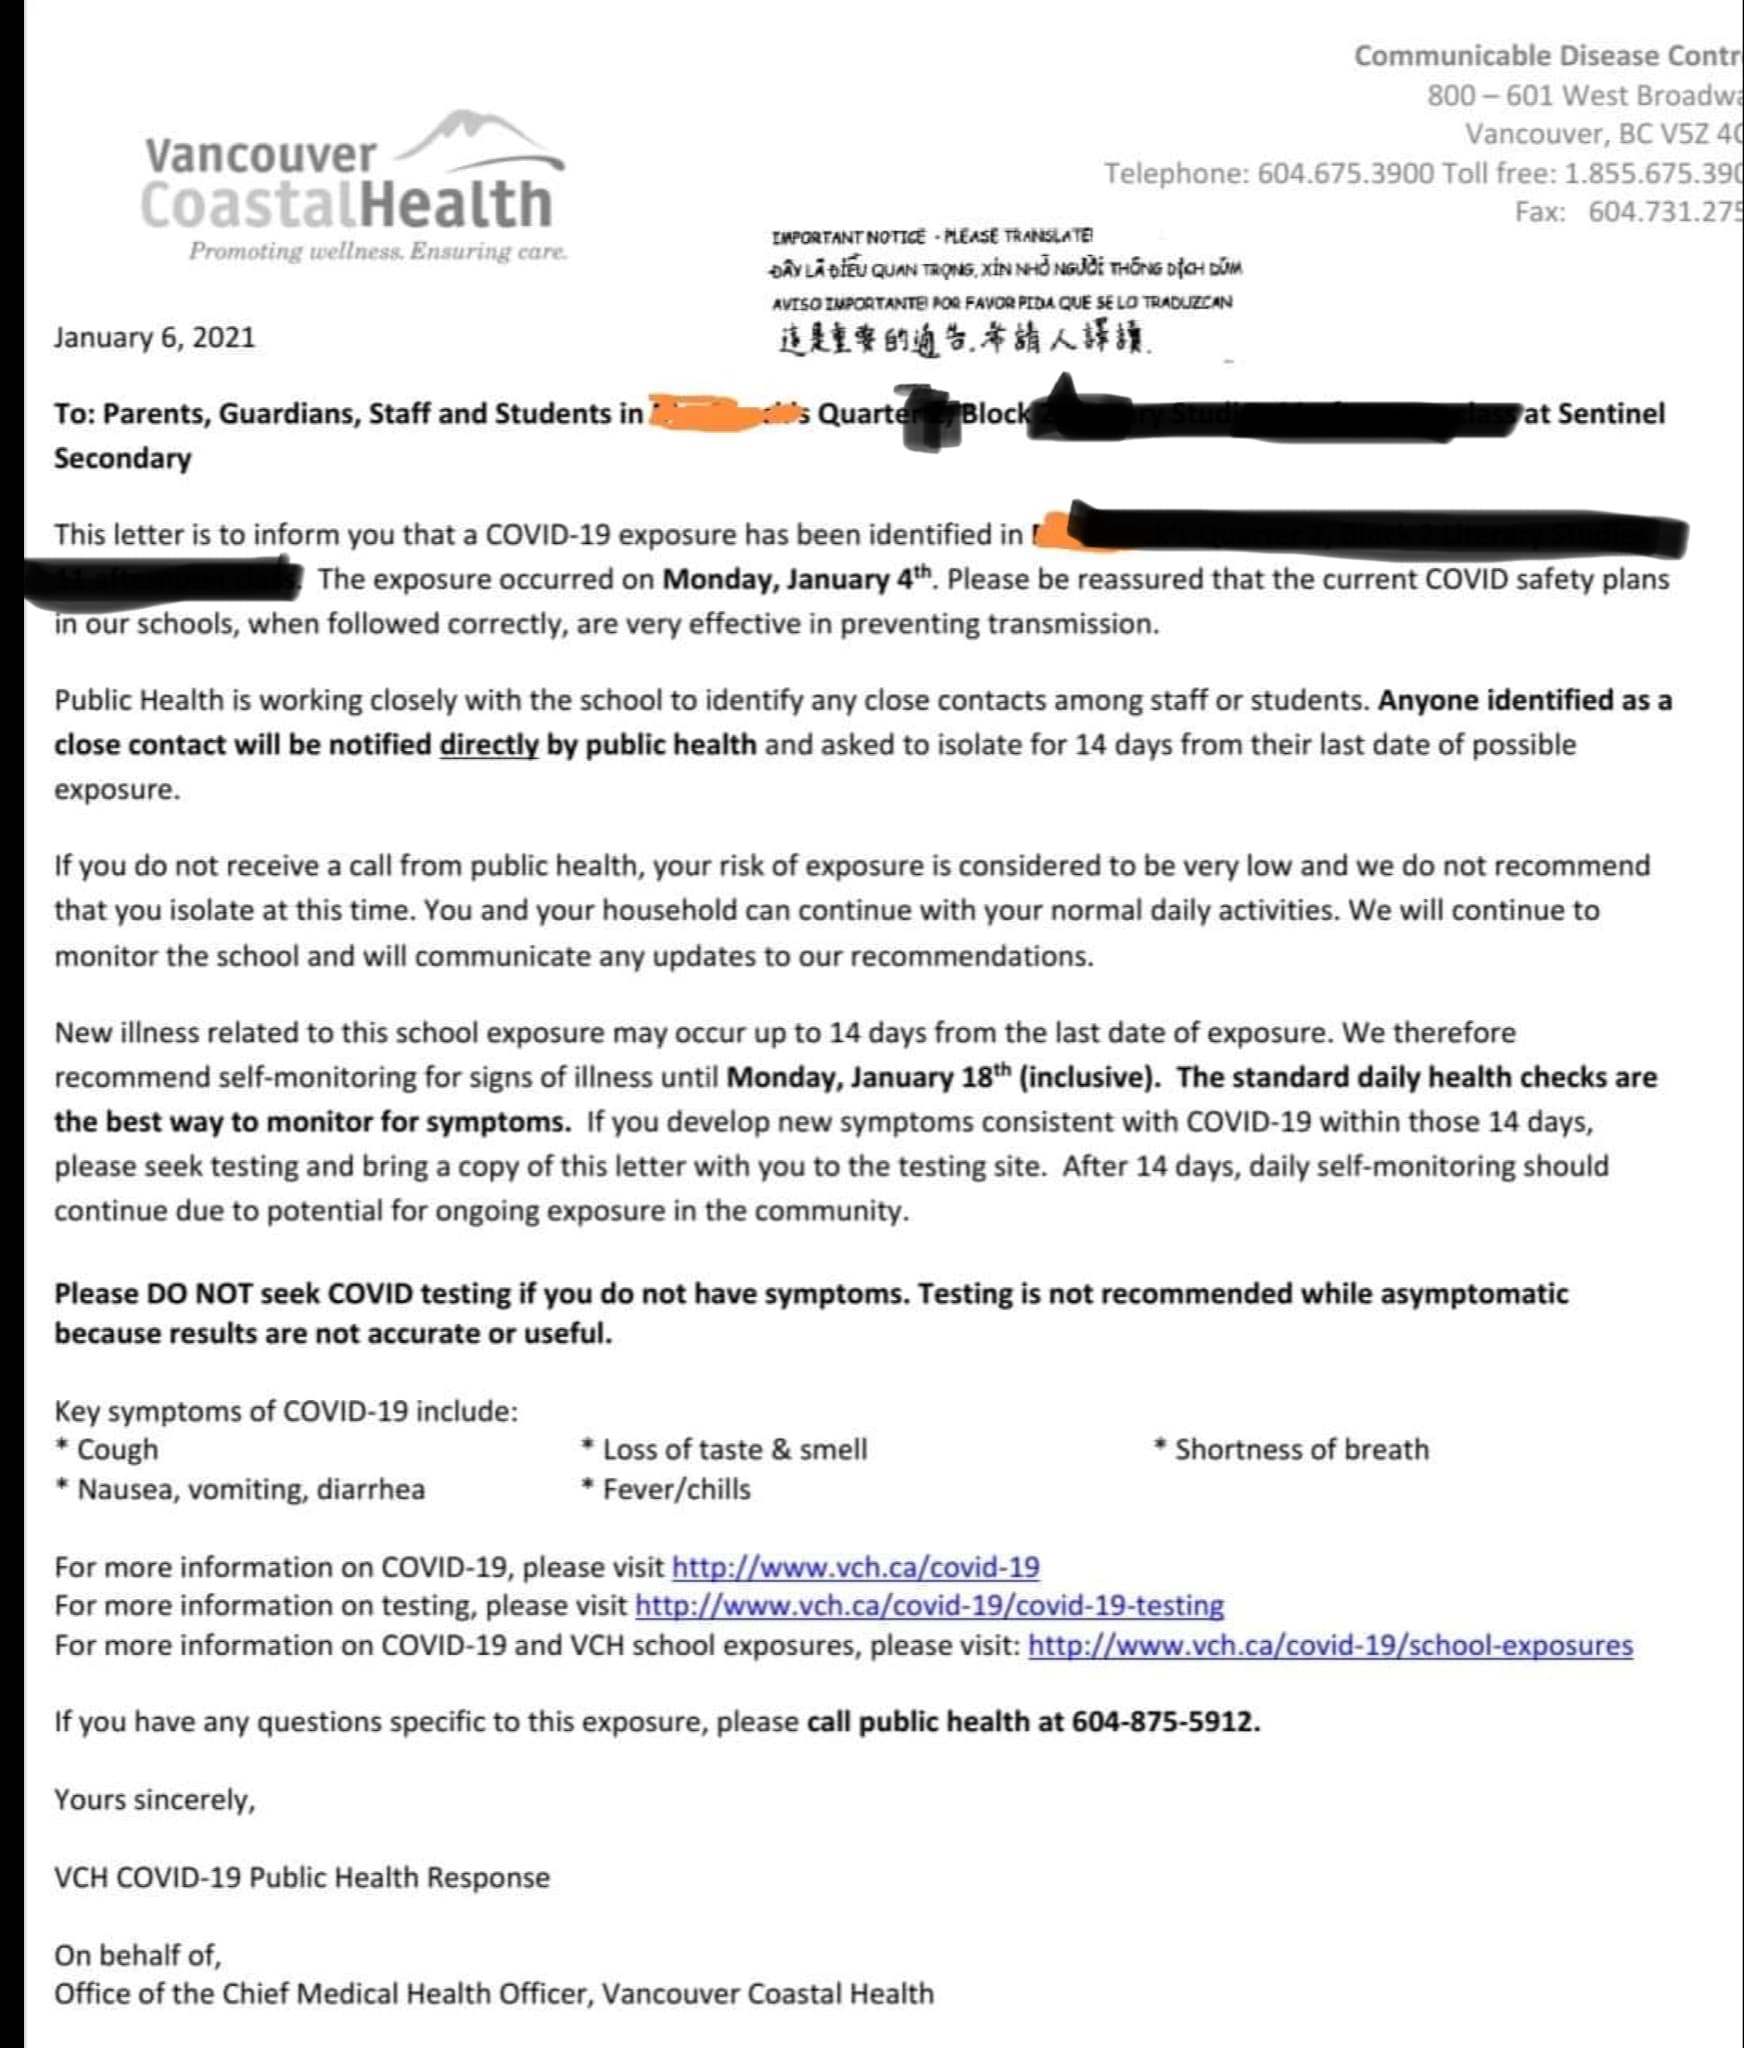 Communicable Disease Contr
800 – 601 West Broadwa
Vancouver, BC V5Z 4
Telephone: 604.675.3900 Toll free: 1.855.675.390
Fax: 604.731.275
Vancouver
CoastalHealth
Promoting wellness. Ensuring care.
IMPORTANT NOTICE - PLEASE TRANSLATE!
ĐÂY LÀ ĐIỀU QUAN TRỌNG, XIN NHỜ NGƯỜI THÔNG DỊCH DÙM
AVISO IMPORTANTE! POR FAVOR PIDA QUE SE LO TRADUZCAN
這是重要的通告.希請人譯讀.
January 6, 2021
To: Parents, Guardians, Staff and Students in 's Quarter Block at Sentinel
Secondary
This letter is to inform you that a COVID-19 exposure has been identified in
The exposure occurred on Monday, January 4th. Please be reassured that the current COVID safety plans
in our schools, when followed correctly, are very effective in preventing transmission.
Public Health is working closely with the school to identify any close contacts among staff or students. Anyone identified as a
close contact will be notified directly by public health and asked to isolate for 14 days from their last date of possible
exposure.
If you do not receive a call from public health, your risk of exposure is considered to be very low and we do not recommend
that you isolate at this time. You and your household can continue with your normal daily activities. We will continue to
monitor the school and will communicate any updates to our recommendations.
New illness related to this school exposure may occur up to 14 days from the last date of exposure. We therefore
recommend self-monitoring for signs of illness until Monday, January 18th (inclusive). The standard daily health checks are
the best way to monitor for symptoms. If you develop new symptoms consistent with COVID-19 within those 14 days,
please seek testing and bring a copy of this letter with you to the testing site. After 14 days, daily self-monitoring should
continue due to potential for ongoing exposure in the community.
Please DO NOT seek COVID testing if you do not have symptoms. Testing is not recommended while asymptomatic
because results are not accurate or useful.
Key symptoms of COVID-19 include:
* Cough * Loss of taste & smell * Shortness of breath
* Nausea, vomiting, diarrhea * Fever/chills
For more information on COVID-19, please visit http://www.vch.ca/covid-19
For more information on testing, please visit http://www.vch.ca/covid-19/covid-19-testing
For more information on COVID-19 and VCH school exposures, please visit: http://www.vch.ca/covid-19/school-exposures
If you have any questions specific to this exposure, please call public health at 604-875-5912.
Yours sincerely,
VCH COVID-19 Public Health Response
On behalf of,
Office of the Chief Medical Health Officer, Vancouver Coastal Health